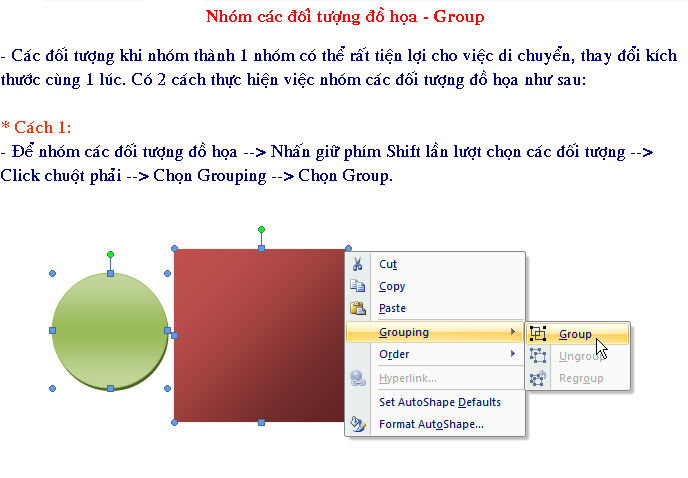 Nhóm các đối tượng đồ họa - Group
- Các đối tượng khi nhóm thành 1 nhóm có thể rất tiện lợi cho việc di chuyển, thay đổi kích
thước cùng 1 lúc. Có 2 cách thực hiện việc nhóm các đối tượng đồ họa như sau:
* Cách 1:
- Để nhóm các đối tượng đồ họa --> Nhấn giữ phím Shift lần lượt chọn các đối tượng -->
Click chuột phải --> Chọn Grouping --> Chọn Group.
Cut
Copy
Paste
Grouping
Order
Hyperlink...
Set AutoShape Defaults
Format AutoShape...
Group
Ungroup
Regroup